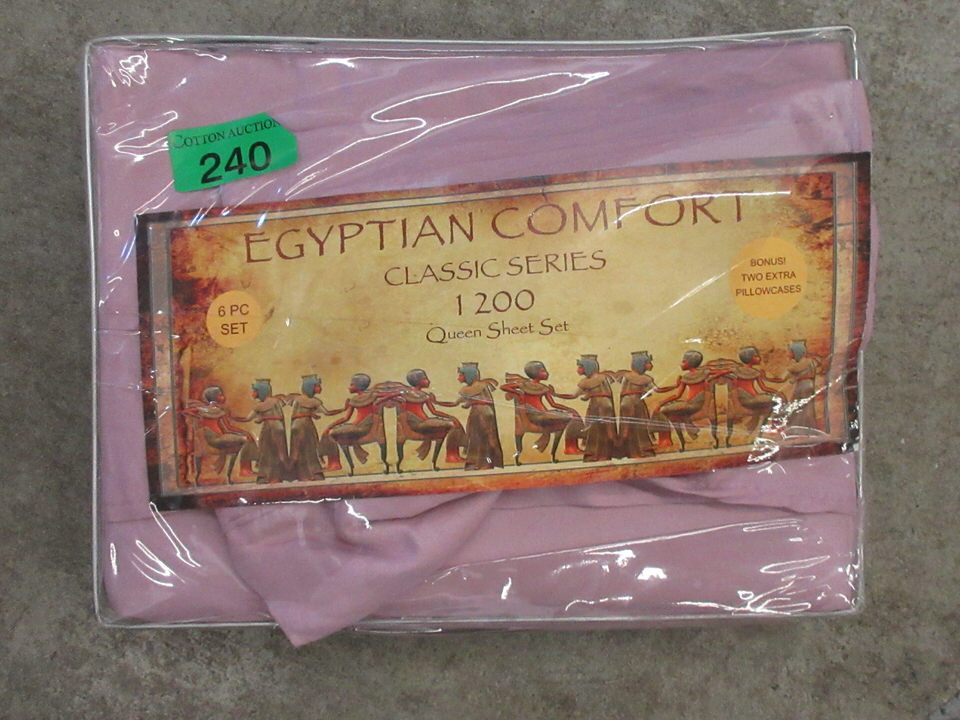 COTTON AUCTION
240
EGYPTIAN COMFORT
CLASSIC SERIES
1200
Queen Sheet Set
6 PC
SET
BONUS!
TWO EXTRA
PILLOWCASES